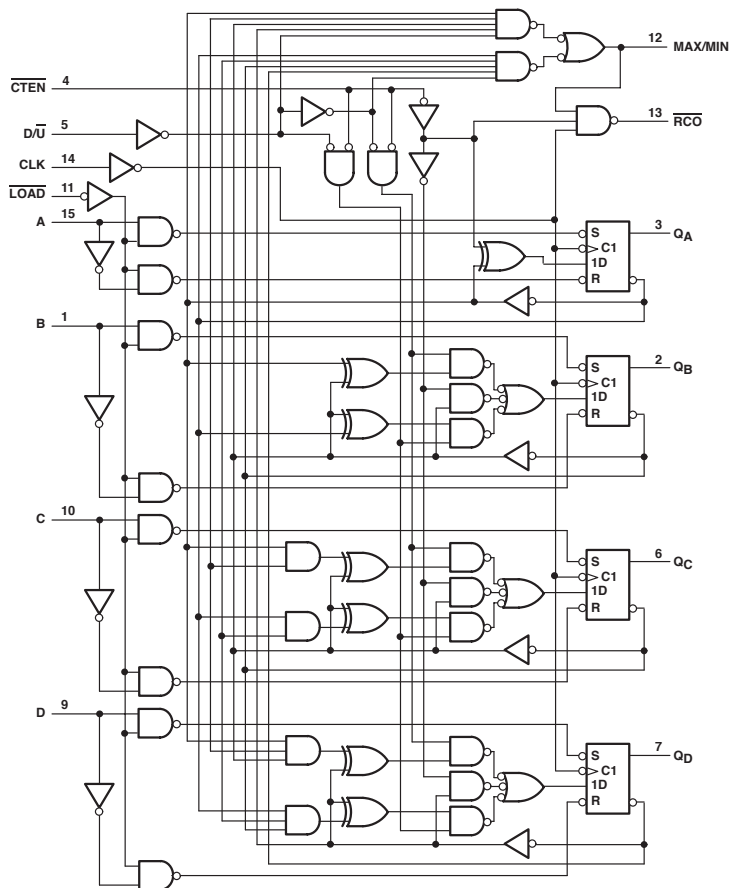 12
MAX/MIN
CTEN 4
13
RCO
D/U 5
CLK 14
LOAD 11
A 15
S
C1
1D
R
3
QA
B 1
S
C1
1D
R
2
QB
C 10
S
C1
1D
R
6
QC
D 9
S
C1
1D
R
7
QD